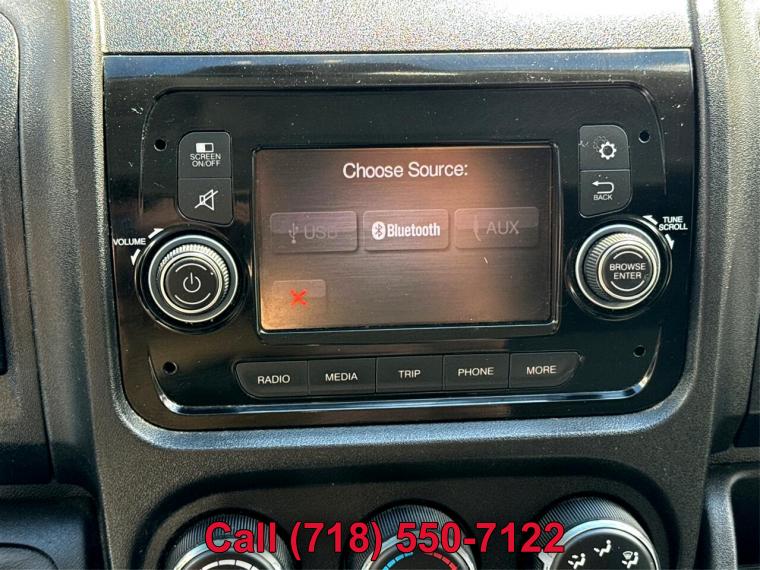 SCREEN
ON/OFF
Choose Source:
USB
Bluetooth
AUX
BACK
VOLUME
TUNE
SCROLL
BROWSE
ENTER
RADIO
MEDIA
TRIP
PHONE
MORE
Call (718) 550-7122